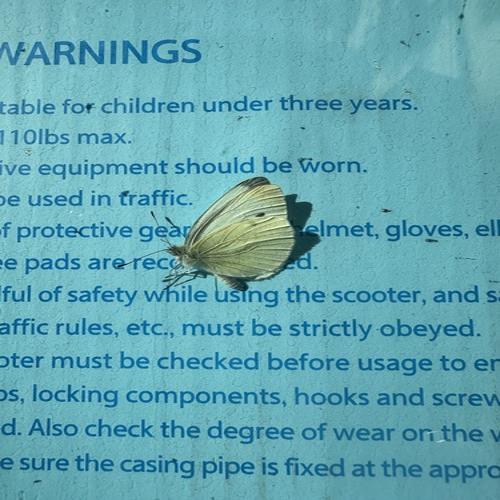 WARNINGS
table for children under three years.
110lbs max.
ive equipment should be worn.
be used in traffic.
of protective gear elmet, gloves, ell
ee pads are rec d.
lful of safety while using the scooter, and sa
affic rules, etc., must be strictly obeyed.
oter must be checked before usage to en
ps, locking components, hooks and screw
d. Also check the degree of wear on the w
e sure the casing pipe is fixed at the appro